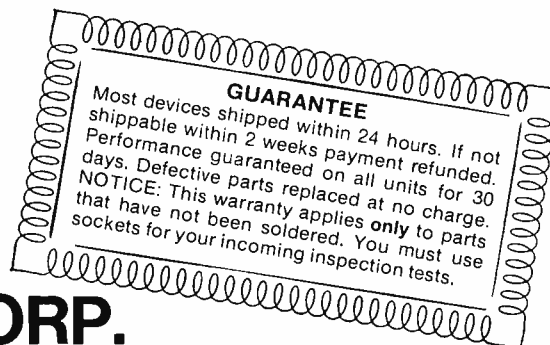 GUARANTEE
Most devices shipped within 24 hours. If not
shippable within 2 weeks payment refunded.
Performance guaranteed on all units for 30
days. Defective parts replaced at no charge.
NOTICE: This warranty applies only to parts
that have not been soldered. You must use
sockets for your incoming inspection tests.
ORP.